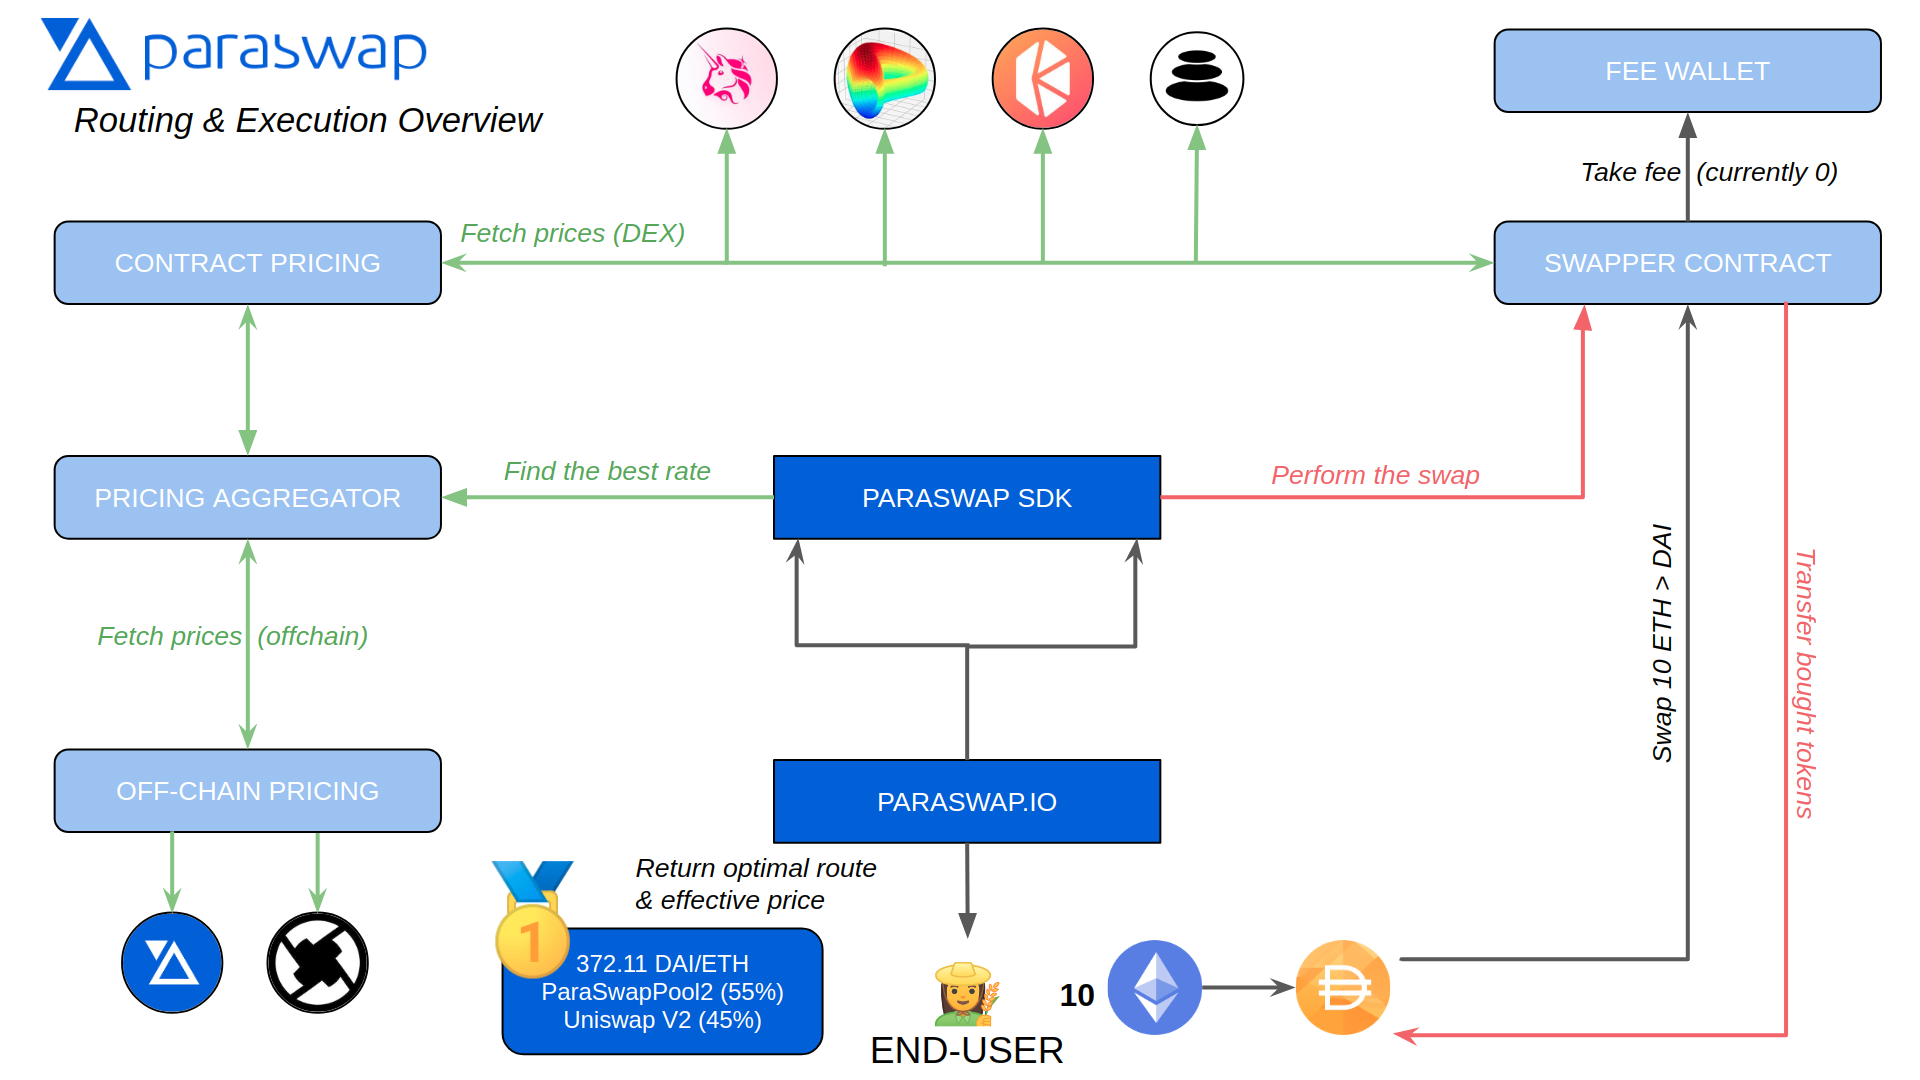 paraswap
Routing & Execution Overview
FEE WALLET
Take fee (currently 0)
Fetch prices (DEX)
CONTRACT PRICING
SWAPPER CONTRACT
Find the best rate
Perform the swap
PRICING AGGREGATOR
PARASWAP SDK
Swap 10 ETH > DAI
Transfer bought tokens
Fetch prices (offchain)
OFF-CHAIN PRICING
PARASWAP.IO
Return optimal route
& effective price
1
372.11 DAI/ETH
ParaSwapPool2 (55%)
Uniswap V2 (45%)
10
END-USER